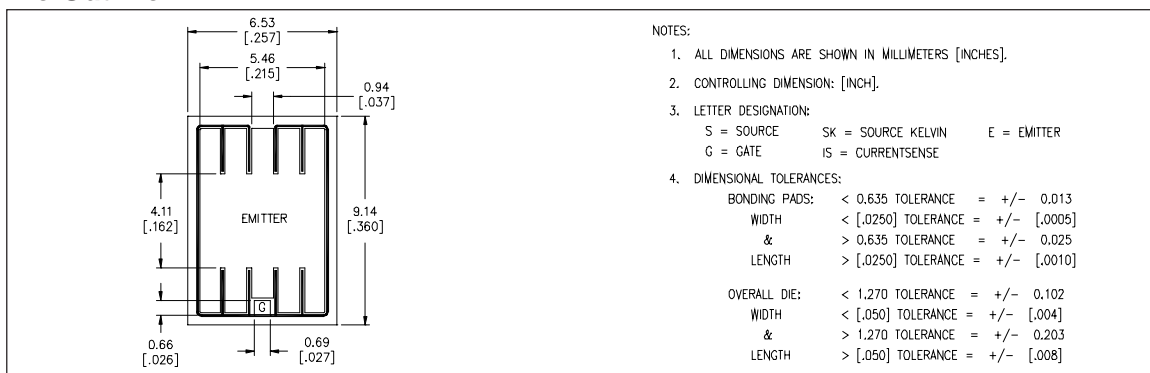 6.53
[.257]
5.46
[.215]
0.94
[.037]
4.11
[.162]
EMITTER
9.14
[.360]
G
0.66
[.026]
0.69
[.027]
NOTES:
1. ALL DIMENSIONS ARE SHOWN IN MILLIMETERS [INCHES].
2. CONTROLLING DIMENSION: [INCH].
3. LETTER DESIGNATION:
S = SOURCE SK = SOURCE KELVIN E = EMITTER
G = GATE IS = CURRENTSENSE
4. DIMENSIONAL TOLERANCES:
BONDING PADS: < 0.635 TOLERANCE = +/- 0.013
WIDTH < [.0250] TOLERANCE = +/- [.0005]
& > 0.635 TOLERANCE = +/- 0.025
LENGTH > [.0250] TOLERANCE = +/- [.0010]
OVERALL DIE: < 1.270 TOLERANCE = +/- 0.102
WIDTH < [.050] TOLERANCE = +/- [.004]
& > 1.270 TOLERANCE = +/- 0.203
LENGTH > [.050] TOLERANCE = +/- [.008]